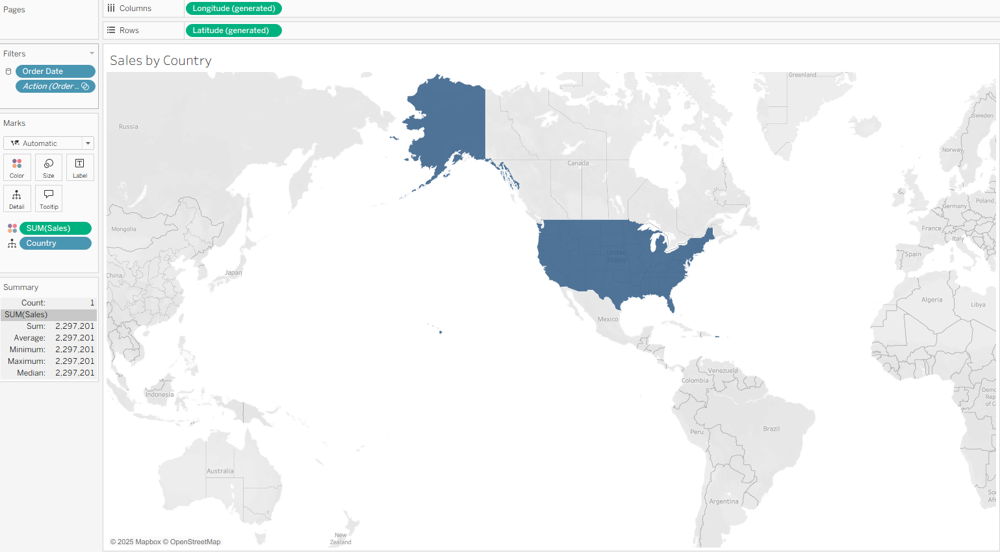 Pages
Columns
Longitude (generated)
Rows
Latitude (generated)
Filters
Order Date
Action (Order ..
Marks
Automatic
Color
Size
Label
Detail
Tooltip
SUM(Sales)
Country
Summary
Count: 1
SUM(Sales)
Sum: 2,297,201
Average: 2,297,201
Minimum: 2,297,201
Maximum: 2,297,201
Median: 2,297,201
Sales by Country
Greenland
Russia
Sweden
Norway
Canada
Poland
Germany
Mongolia
France
Italy
United
States
Spain
Japan
China
Algeria
Libya
Mexico
Venezuela
Colombia
Indonesia
Demo
Rep
of C
Peru
Brazil
Australia
Sou
Afr
Argentina
New
Zealand
© 2025 Mapbox © OpenStreetMap